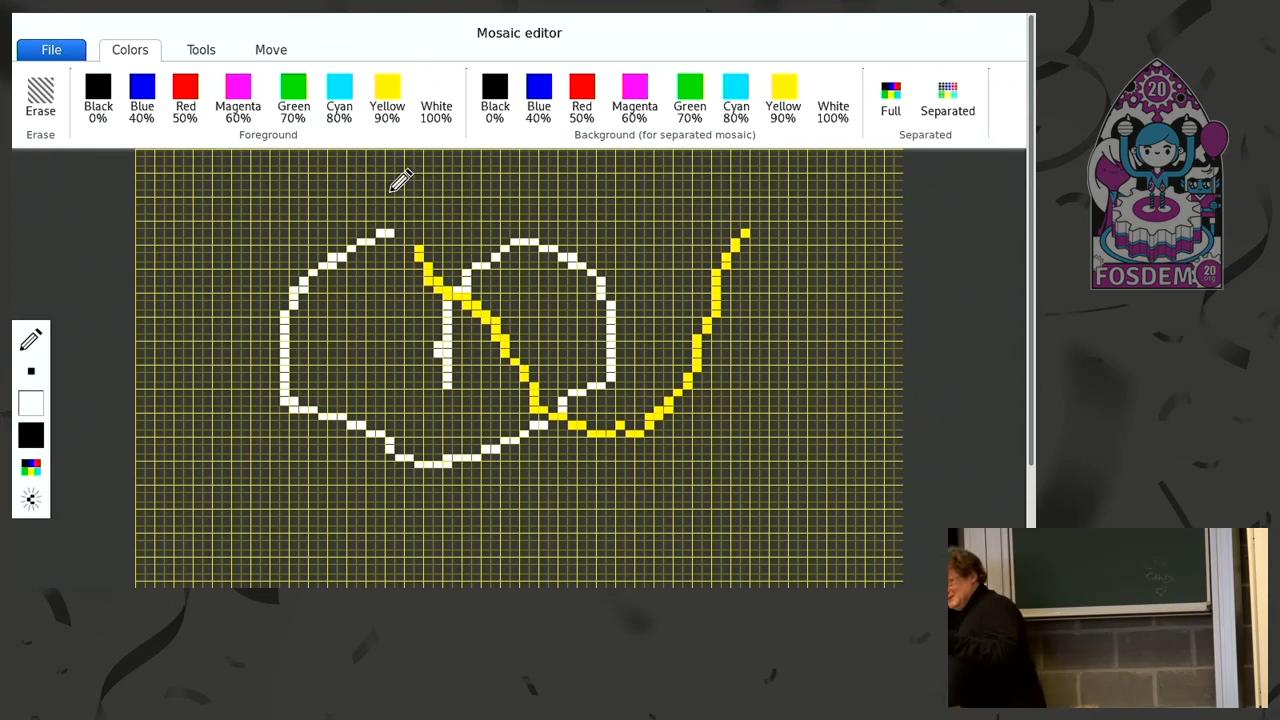 Mosaic editor
File Colors Tools Move
Erase Black 0% Blue 40% Red 50% Magenta 60% Green 70% Cyan 80% Yellow 90% White 100% Black 0% Blue 40% Red 50% Magenta 60% Green 70% Cyan 80% Yellow 90% White 100% Full Separated
Erase Foreground Background (for separated mosaic) Separated
20
FOSDEM 20
.org